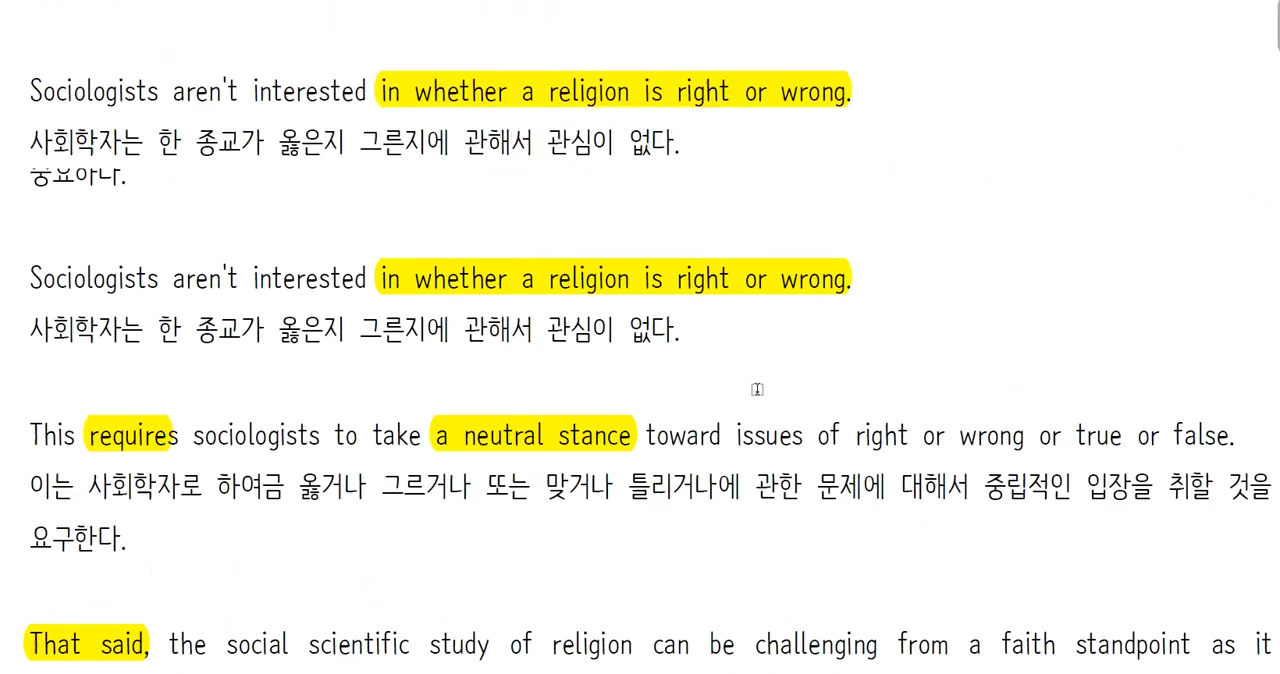 Sociologists aren't interested in whether a religion is right or wrong.
사회학자는 한 종교가 옳은지 그른지에 관해서 관심이 없다.
Sociologists aren't interested in whether a religion is right or wrong.
사회학자는 한 종교가 옳은지 그른지에 관해서 관심이 없다.
This requires sociologists to take a neutral stance toward issues of right or wrong or true or false.
이는 사회학자로 하여금 옳거나 그르거나 또는 맞거나 틀리거나에 관한 문제에 대해서 중립적인 입장을 취할 것을
요구한다.
That said, the social scientific study of religion can be challenging from a faith standpoint as it